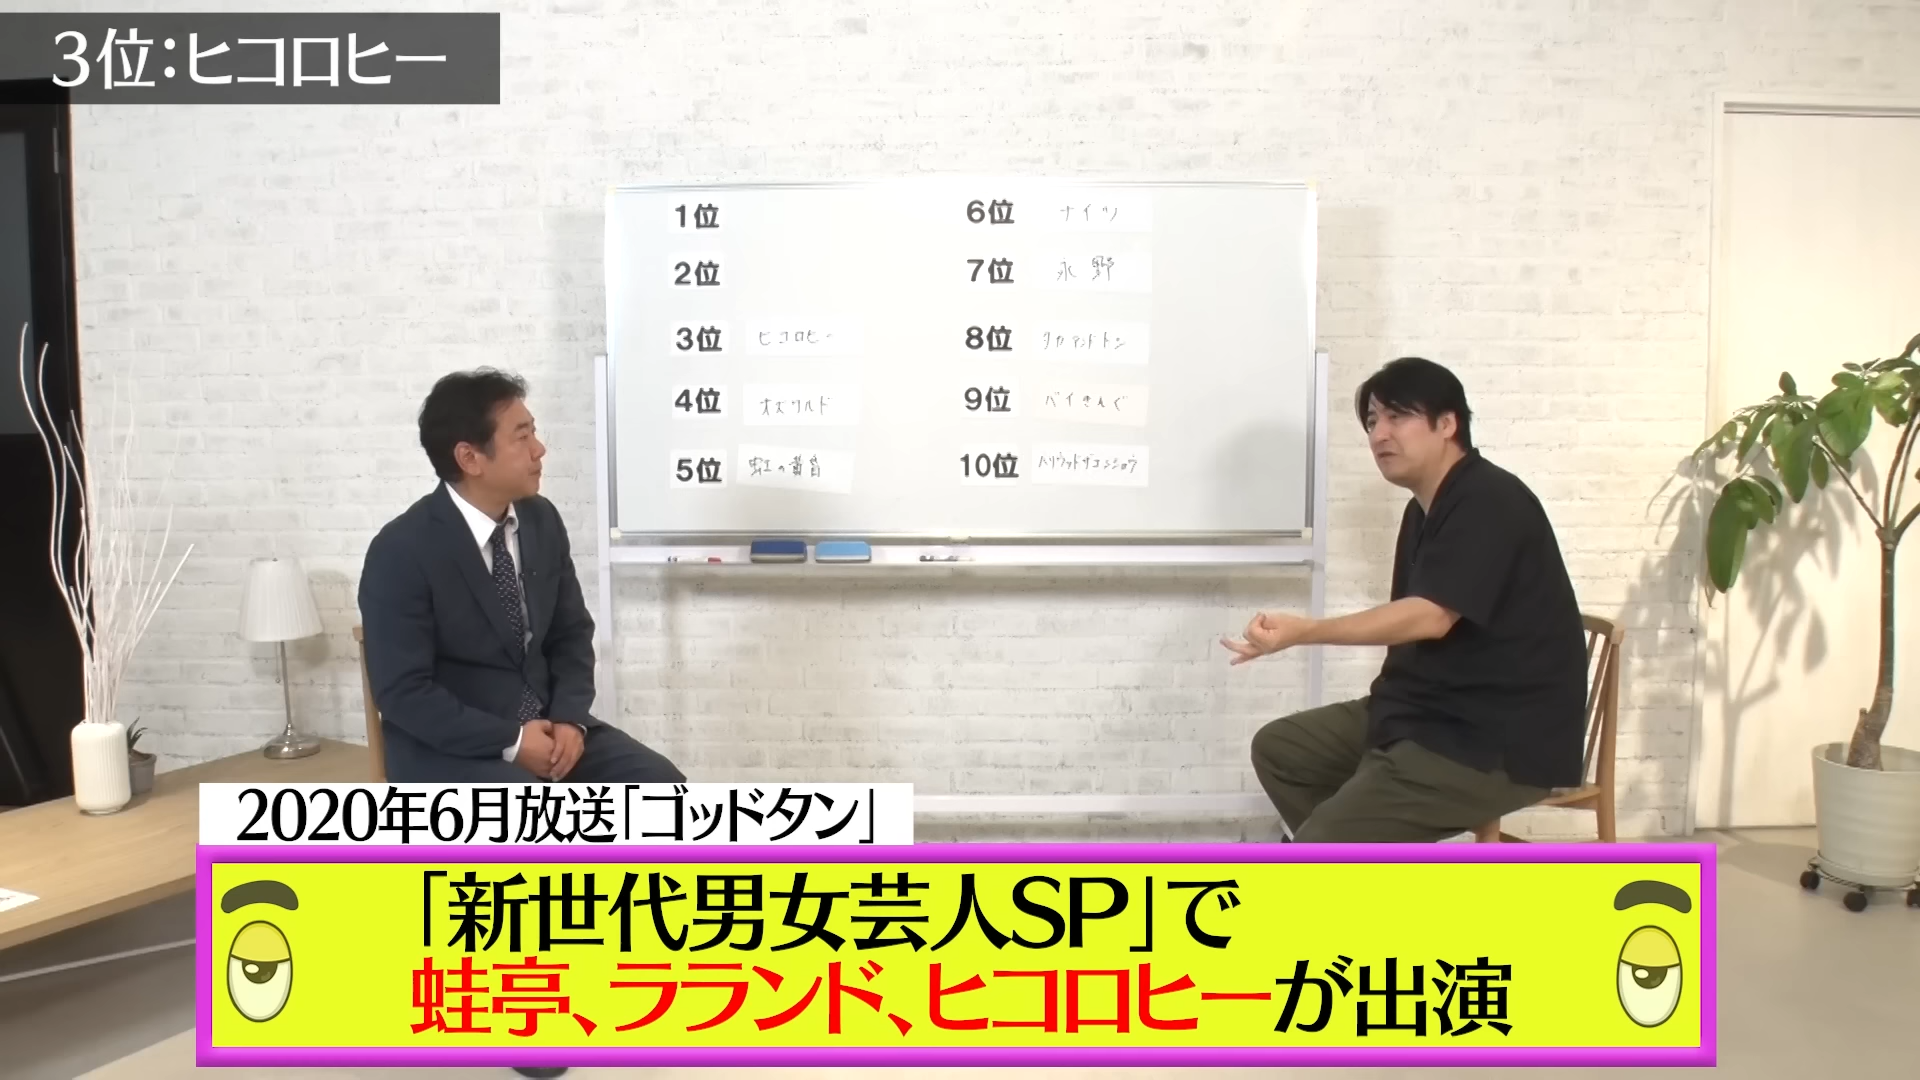 3位:ヒコロヒー
1位
2位
3位 ヒコロヒー
4位 オズワルド
5位 虹の黄昏
6位 ナイツ
7位 永野
8位 タカアンドトシ
9位 バイきんぐ
10位 ハリウッドザコシショウ
2020年6月放送「ゴッドタン」
「新世代男女芸人SP」で
蛙亭、ラランド、ヒコロヒーが出演